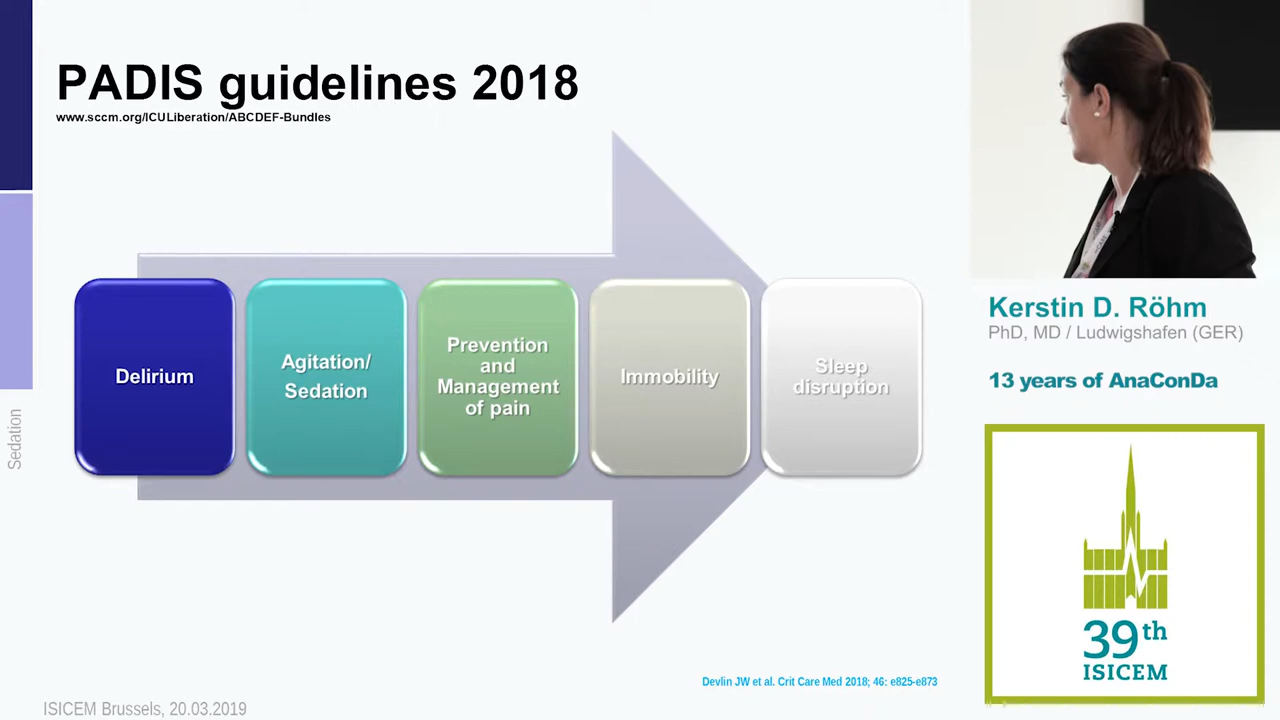 PADIS guidelines 2018
www.sccm.org/ICULiberation/ABCDEF-Bundles
Delirium
Agitation/
Sedation
Prevention
and
Management
of pain
Immobility
Sleep
disruption
Sedation
Devlin JW et al. Crit Care Med 2018; 46: e825-e873
ISICEM Brussels, 20.03.2019
Kerstin D. Röhm
PhD, MD / Ludwigshafen (GER)
13 years of AnaConDa
39th
ISICEM